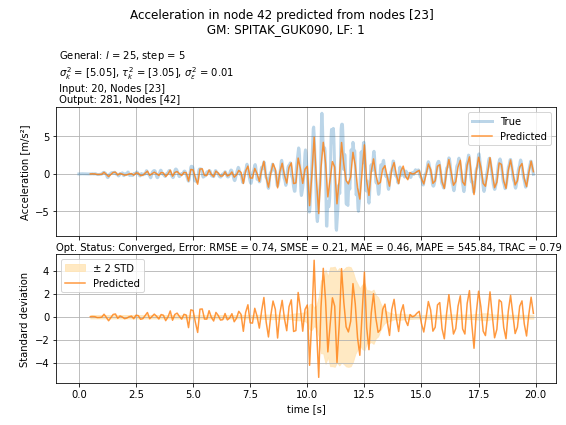 Acceleration in node 42 predicted from nodes [23]
GM: SPITAK_GUK090, LF: 1
General: l = 25, step = 5
σ²ₖ = [5.05], τ²ₖ = [3.05], σ²ε = 0.01
Input: 20, Nodes [23]
Output: 281, Nodes [42]
Acceleration [m/s²]
5
0
−5
True
Predicted
Opt. Status: Converged, Error: RMSE = 0.74, SMSE = 0.21, MAE = 0.46, MAPE = 545.84, TRAC = 0.79
Standard deviation
4
2
0
−2
−4
± 2 STD
Predicted
0.0 2.5 5.0 7.5 10.0 12.5 15.0 17.5 20.0
time [s]